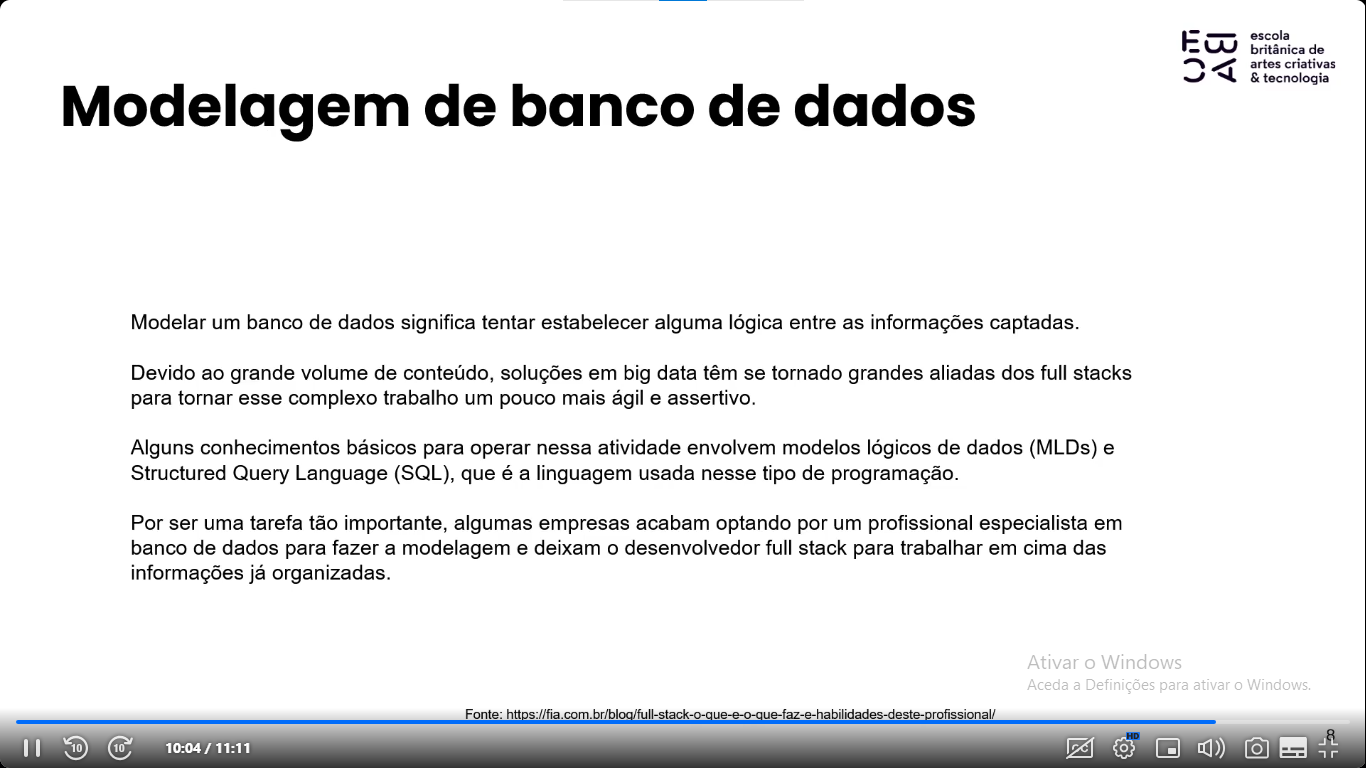 escola
britânica de
artes criativas
& tecnologia
Modelagem de banco de dados
Modelar um banco de dados significa tentar estabelecer alguma lógica entre as informações captadas.
Devido ao grande volume de conteúdo, soluções em big data têm se tornado grandes aliadas dos full stacks
para tornar esse complexo trabalho um pouco mais ágil e assertivo.
Alguns conhecimentos básicos para operar nessa atividade envolvem modelos lógicos de dados (MLDs) e
Structured Query Language (SQL), que é a linguagem usada nesse tipo de programação.
Por ser uma tarefa tão importante, algumas empresas acabam optando por um profissional especialista em
banco de dados para fazer a modelagem e deixam o desenvolvedor full stack para trabalhar em cima das
informações já organizadas.
Ativar o Windows
Aceda a Definições para ativar o Windows.
Fonte: https://fia.com.br/blog/full-stack-o-que-e-o-que-faz-e-habilidades-deste-profissional/
8
10 10 10:04 / 11:11 HD